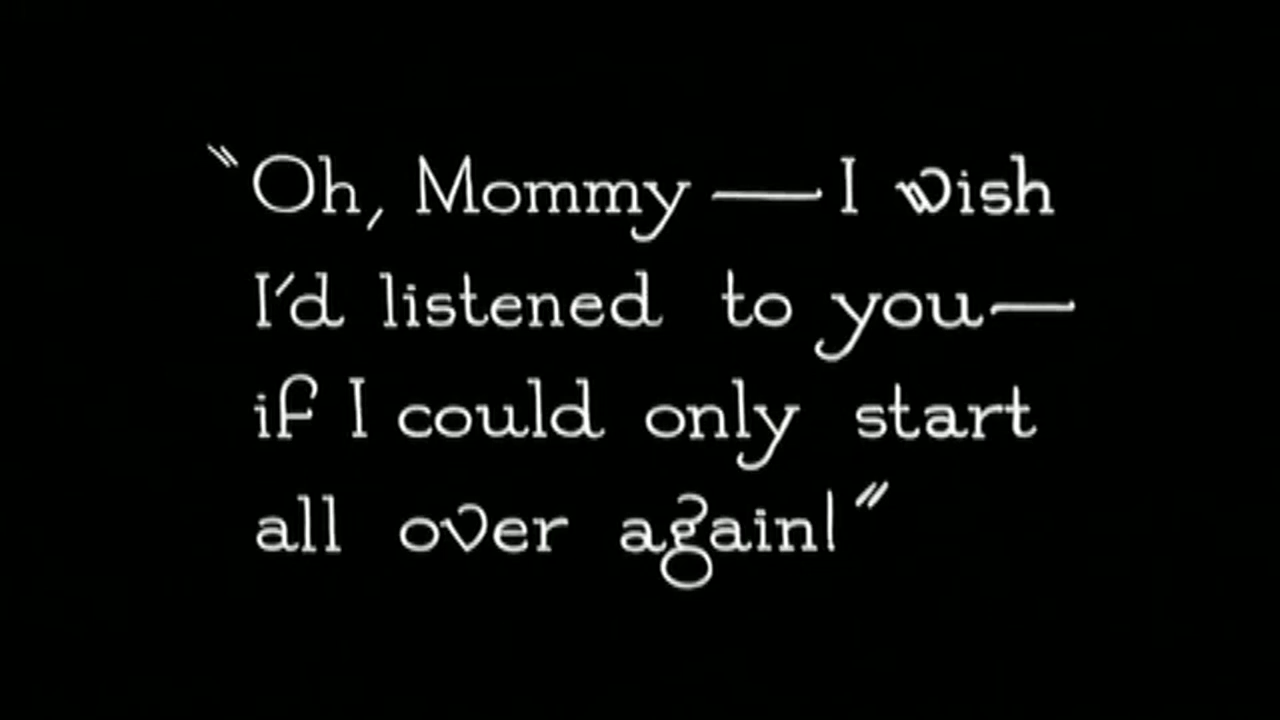 “Oh, Mommy — I wish
I'd listened to you—
if I could only start
all over again!”